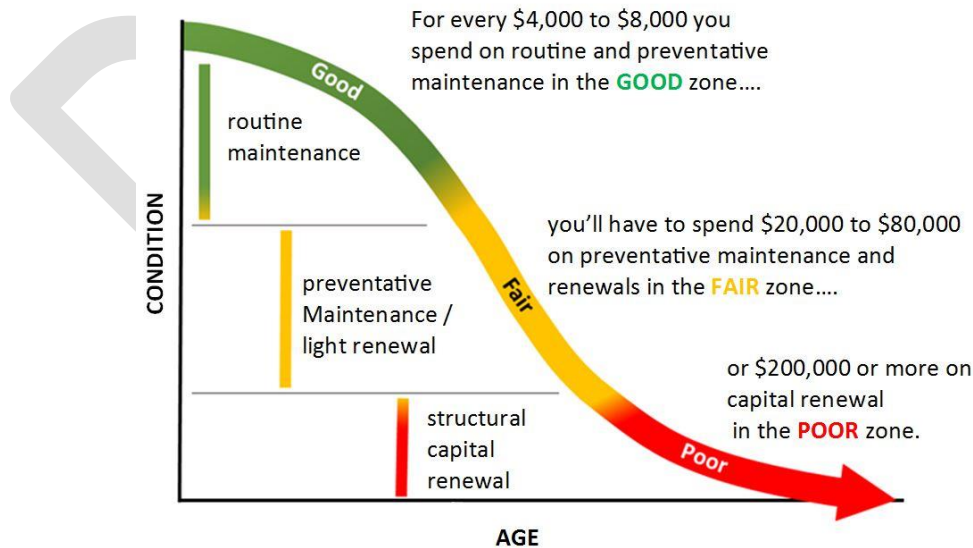 For every $4,000 to $8,000 you
spend on routine and preventative
maintenance in the GOOD zone....
Good
routine
maintenance
you’ll have to spend $20,000 to $80,000
on preventative maintenance and
renewals in the FAIR zone....
CONDITION
Fair
preventative
Maintenance /
light renewal
or $200,000 or more on
capital renewal
in the POOR zone.
structural
capital
renewal
Poor
AGE